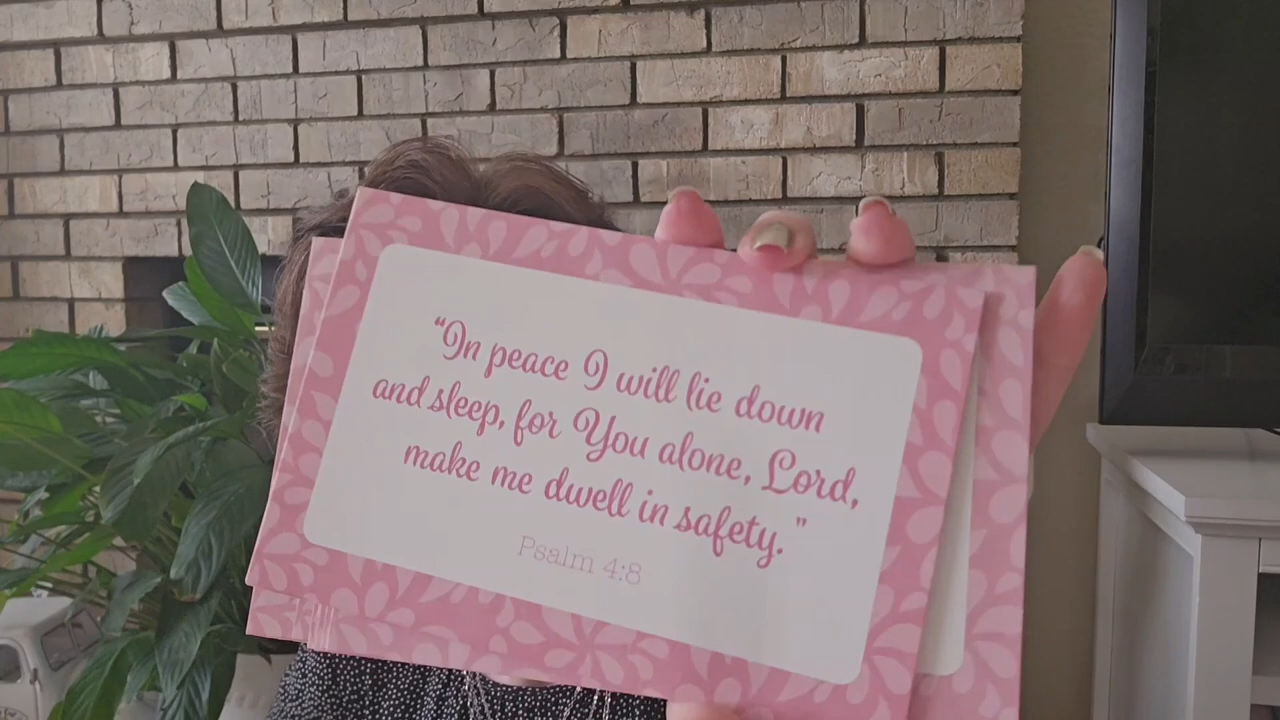 “In peace I will lie down
and sleep, for You alone, Lord,
make me dwell in safety.”
Psalm 4:8